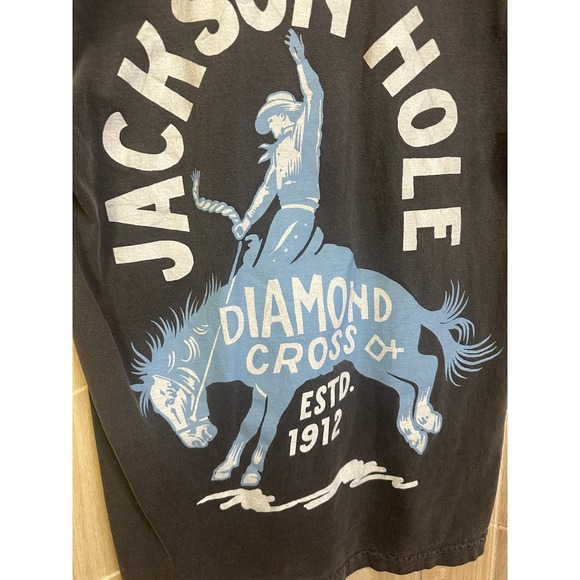 JACKSON HOLE
DIAMOND
CROSS
ESTD.
1912